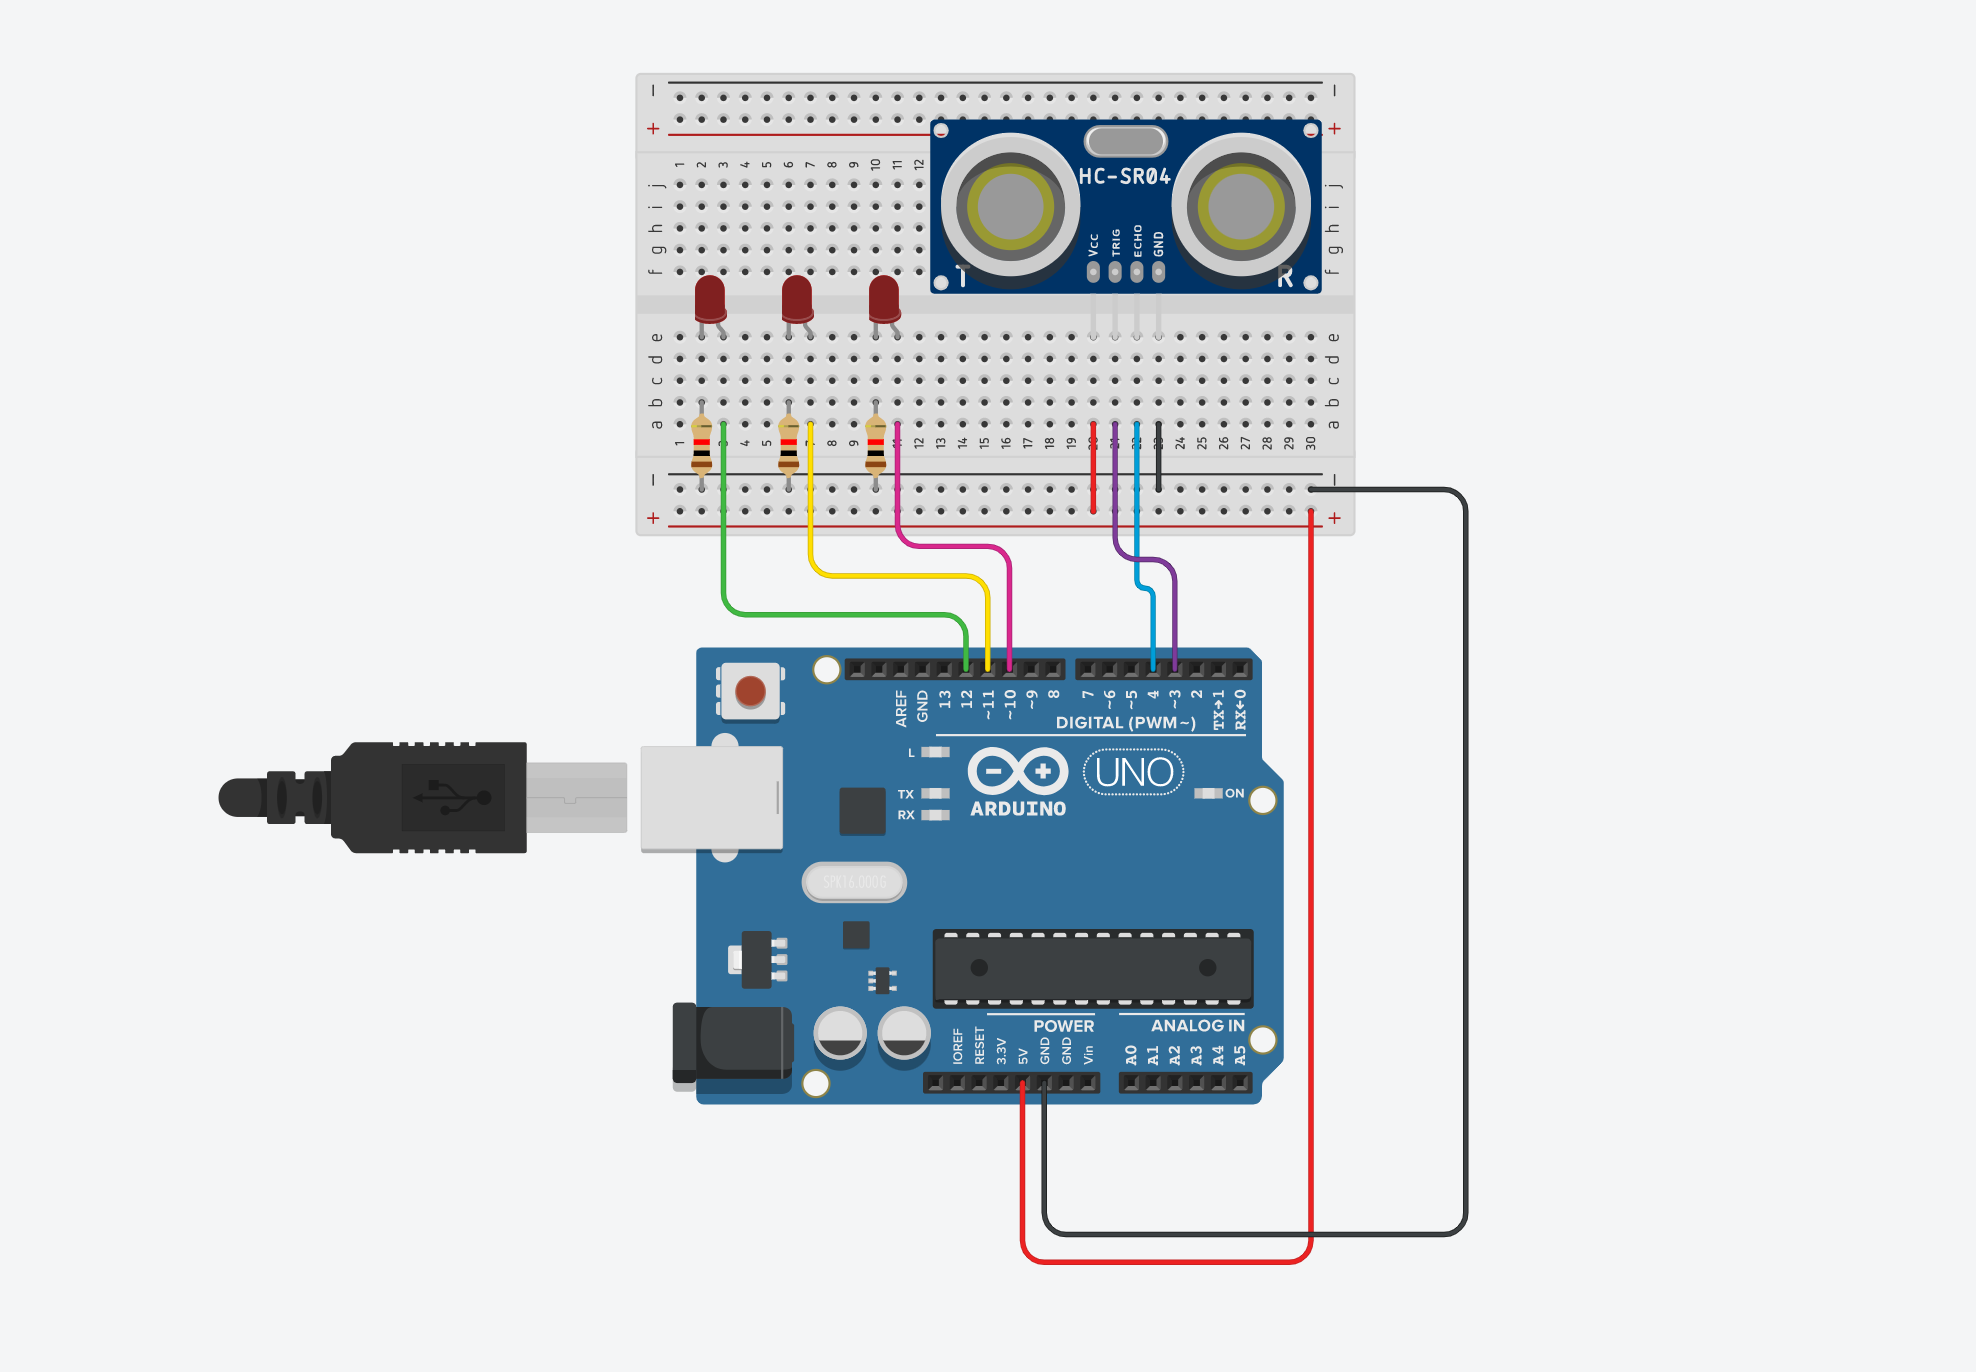 − −
+ +
1 2 3 4 5 6 7 8 9 10 11 12
j j
i i
h h
g g
f f
HC-SR04
Vcc TRIG ECHO GND
T R
e e
d d
c c
b b
a a
1 4 5 8 9 12 13 14 15 16 17 18 19 24 25 26 27 28 29 30
− −
+ +
AREF GND 13 12 ~11 ~10 ~9 8 7 ~6 ~5 4 ~3 2 TX→1 RX←0
DIGITAL (PWM~)
L
UNO
TX
RX
ARDUINO
ON
SPK16.000G
POWER ANALOG IN
IOREF RESET 3.3V 5V GND GND Vin A0 A1 A2 A3 A4 A5